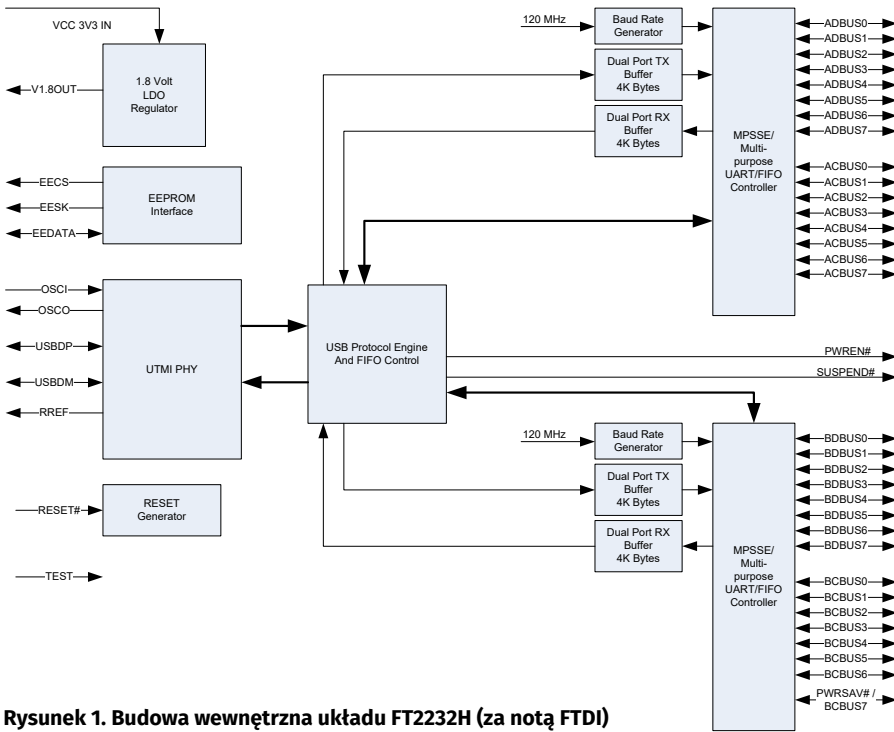 VCC 3V3 IN
1.8 Volt
LDO
Regulator
V1.8OUT
EECS
EESK
EEDATA
EEPROM
Interface
OSCI
OSCO
USBDP
USBDM
RREF
UTMI PHY
RESET#
RESET
Generator
TEST
USB Protocol Engine
And FIFO Control
120 MHz
Baud Rate
Generator
Dual Port TX
Buffer
4K Bytes
Dual Port RX
Buffer
4K Bytes
MPSSE/
Multi-
purpose
UART/FIFO
Controller
ADBUS0
ADBUS1
ADBUS2
ADBUS3
ADBUS4
ADBUS5
ADBUS6
ADBUS7
ACBUS0
ACBUS1
ACBUS2
ACBUS3
ACBUS4
ACBUS5
ACBUS6
ACBUS7
PWREN#
SUSPEND#
120 MHz
Baud Rate
Generator
Dual Port TX
Buffer
4K Bytes
Dual Port RX
Buffer
4K Bytes
MPSSE/
Multi-
purpose
UART/FIFO
Controller
BDBUS0
BDBUS1
BDBUS2
BDBUS3
BDBUS4
BDBUS5
BDBUS6
BDBUS7
BCBUS0
BCBUS1
BCBUS2
BCBUS3
BCBUS4
BCBUS5
BCBUS6
PWRSAV# /
BCBUS7
Rysunek 1. Budowa wewnętrzna układu FT2232H (za notą FTDI)